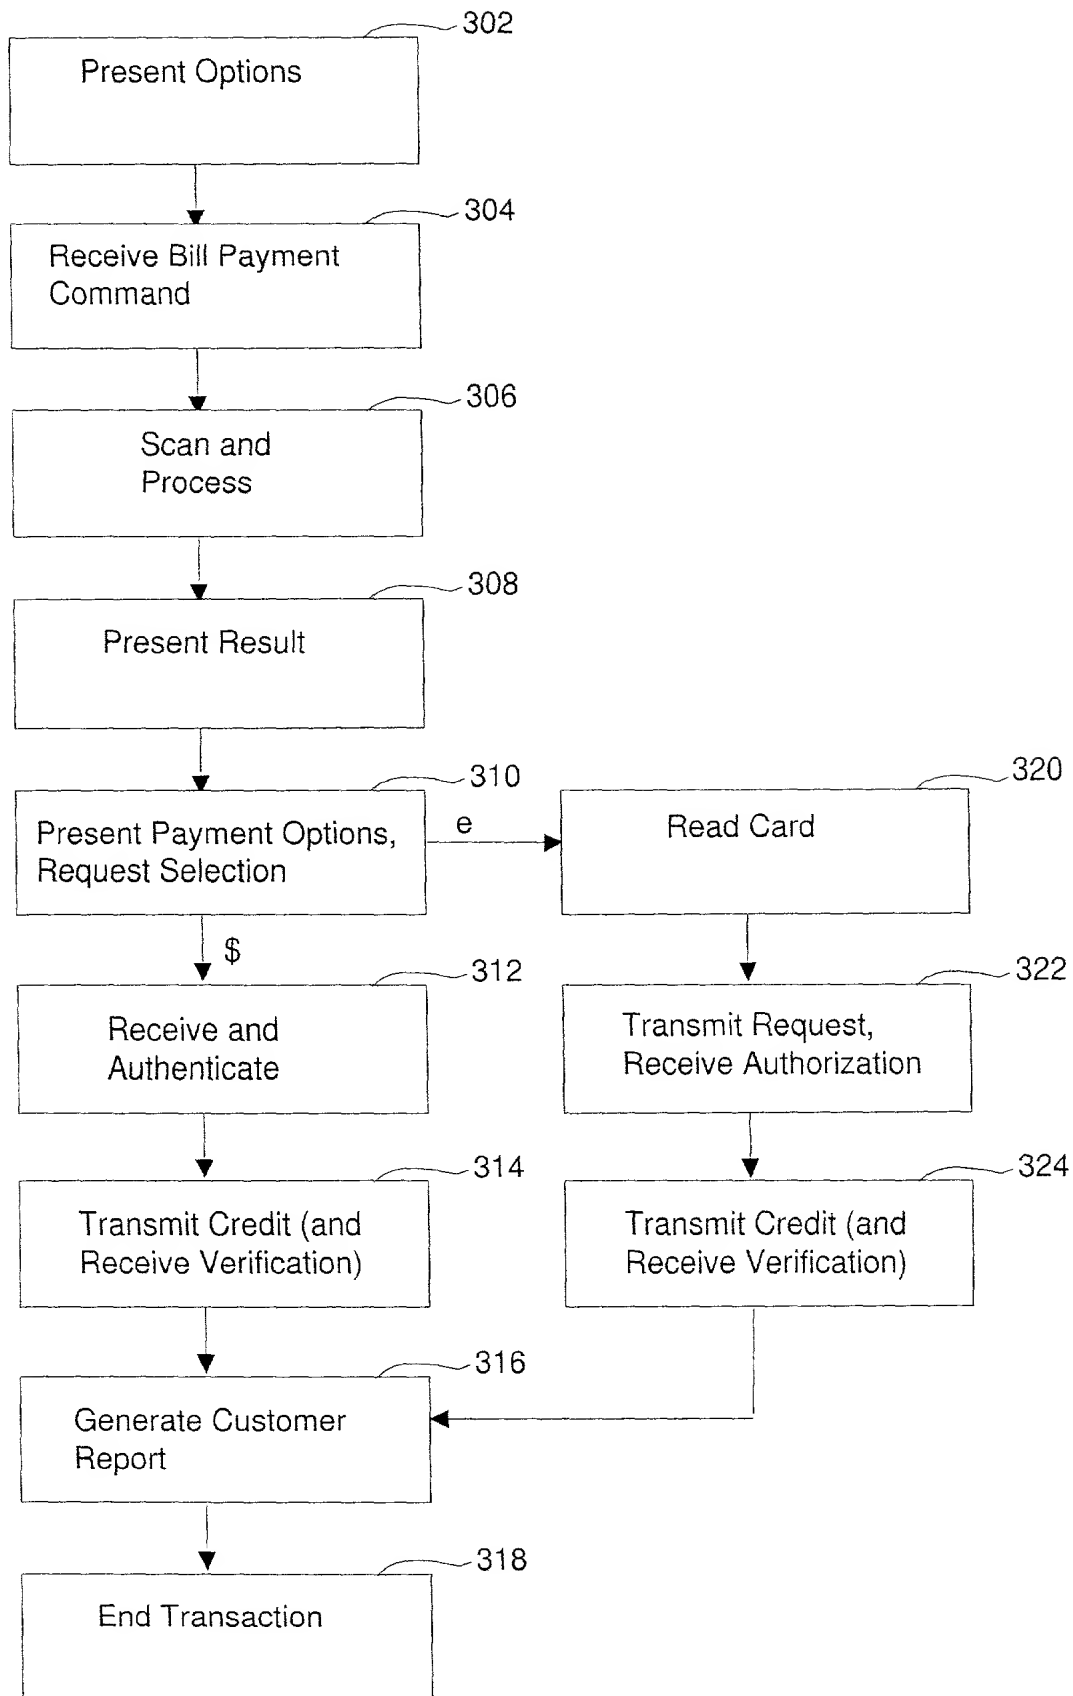 302
Present Options
304
Receive Bill Payment
Command
306
Scan and
Process
308
Present Result
310
Present Payment Options,
Request Selection
e
320
Read Card
$
312
Receive and
Authenticate
322
Transmit Request,
Receive Authorization
314
Transmit Credit (and
Receive Verification)
324
Transmit Credit (and
Receive Verification)
316
Generate Customer
Report
318
End Transaction